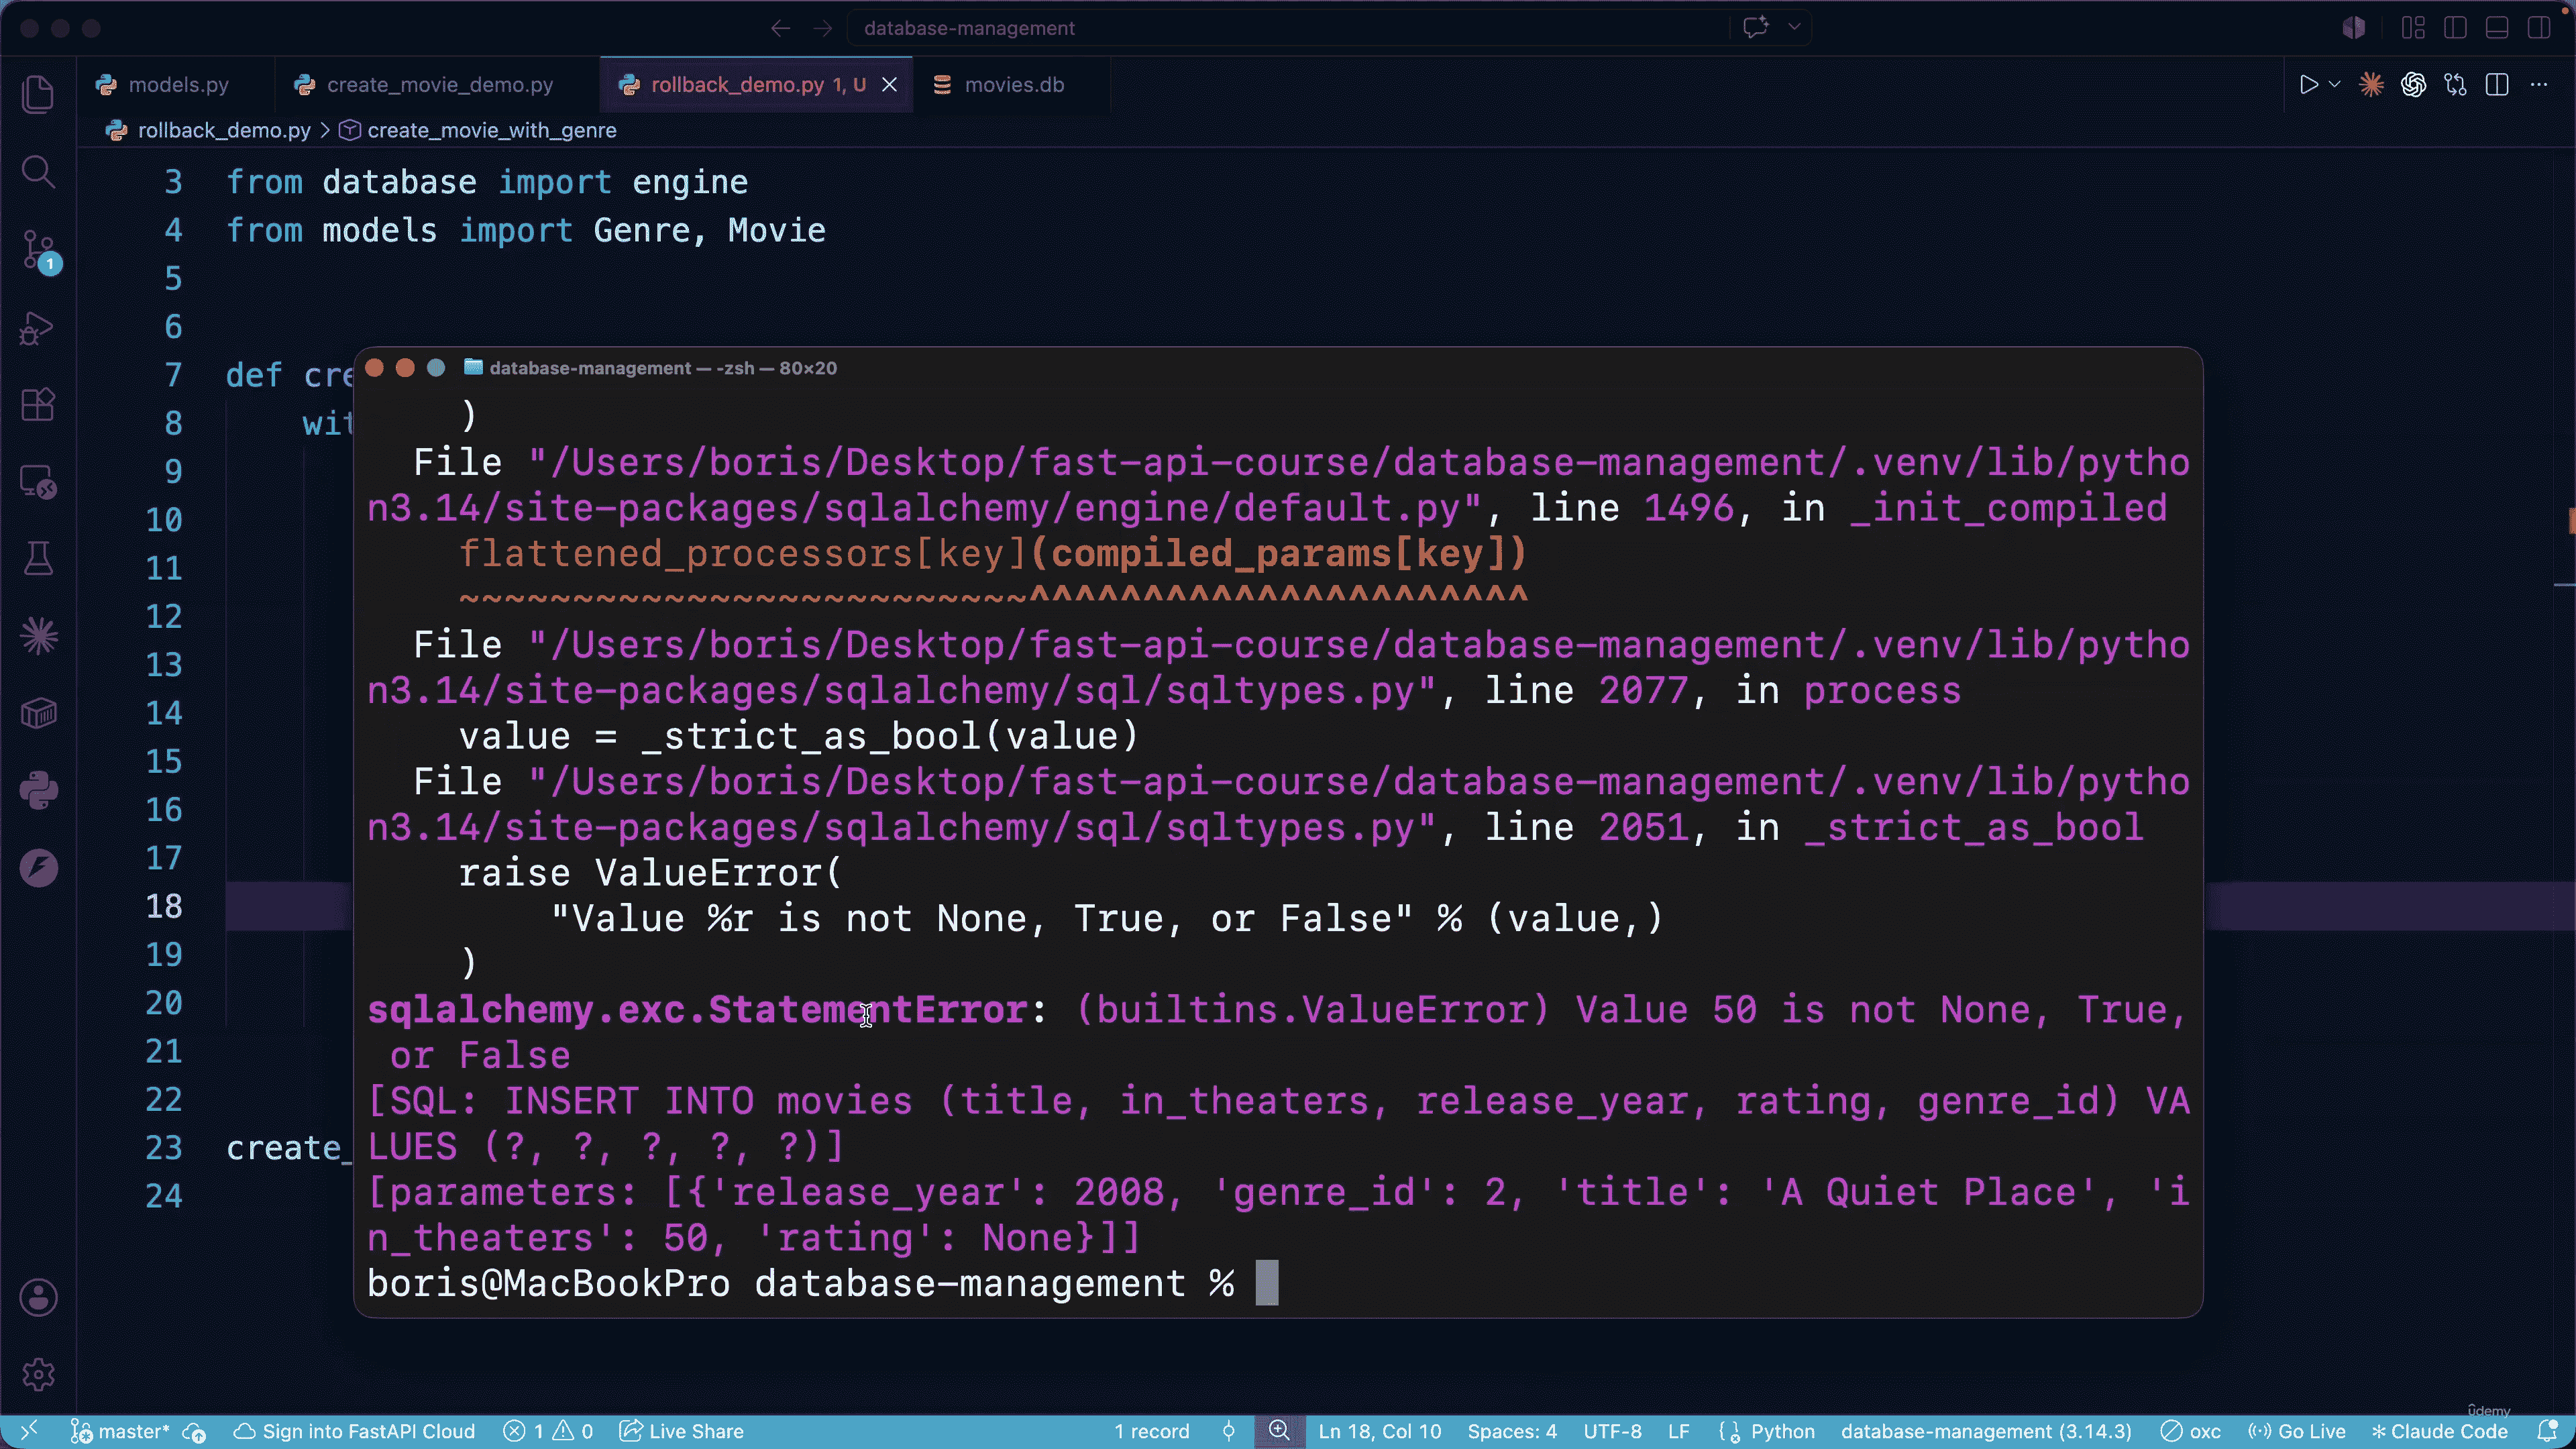 database-management
models.py
create_movie_demo.py
rollback_demo.py 1, U
movies.db
rollback_demo.py > create_movie_with_genre
3 from database import engine
4 from models import Genre, Movie
5
6
7 def cre
8 wit
9
10
11
12
13
14
15
16
17
18
19
20
21
22
23 create_
24
1
database-management — -zsh — 80×20
)
File "/Users/boris/Desktop/fast-api-course/database-management/.venv/lib/pytho
n3.14/site-packages/sqlalchemy/engine/default.py", line 1496, in _init_compiled
flattened_processors[key](compiled_params[key])
~~~~~~~~~~~~~~~~~~~~~~~~~^^^^^^^^^^^^^^^^^^^^^^
File "/Users/boris/Desktop/fast-api-course/database-management/.venv/lib/pytho
n3.14/site-packages/sqlalchemy/sql/sqltypes.py", line 2077, in process
value = _strict_as_bool(value)
File "/Users/boris/Desktop/fast-api-course/database-management/.venv/lib/pytho
n3.14/site-packages/sqlalchemy/sql/sqltypes.py", line 2051, in _strict_as_bool
raise ValueError(
"Value %r is not None, True, or False" % (value,)
)
sqlalchemy.exc.StatementError: (builtins.ValueError) Value 50 is not None, True,
or False
[SQL: INSERT INTO movies (title, in_theaters, release_year, rating, genre_id) VA
LUES (?, ?, ?, ?, ?)]
[parameters: [{'release_year': 2008, 'genre_id': 2, 'title': 'A Quiet Place', 'i
n_theaters': 50, 'rating': None}]]
boris@MacBookPro database-management %
ûdemy
master* Sign into FastAPI Cloud 1 0 Live Share 1 record Ln 18, Col 10 Spaces: 4 UTF-8 LF Python database-management (3.14.3) oxc Go Live Claude Code